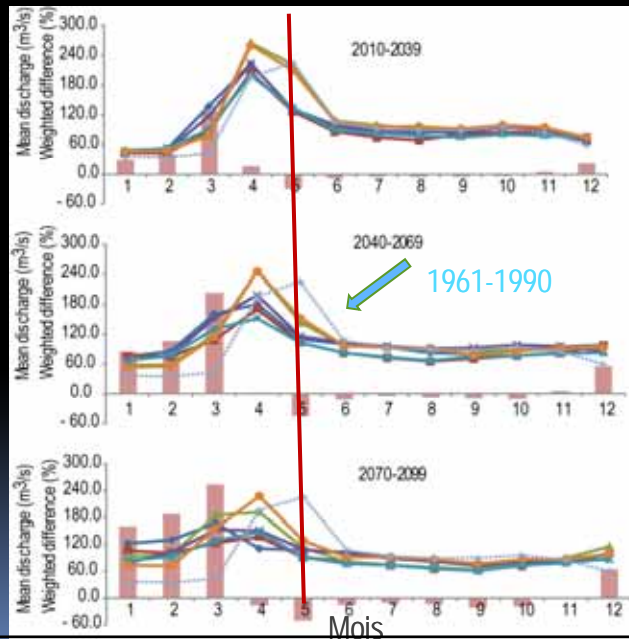 Mean discharge (m³/s)
Weighted difference (%)
300.0
240.0
180.0
120.0
60.0
0.0
- 60.0
2010-2039
1 2 3 4 5 6 7 8 9 10 11 12
Mean discharge (m³/s)
Weighted difference (%)
300.0
240.0
180.0
120.0
60.0
0.0
- 60.0
2040-2069
1961-1990
1 2 3 4 5 6 7 8 9 10 11 12
Mean discharge (m³/s)
Weighted difference (%)
300.0
240.0
180.0
120.0
60.0
0.0
- 60.0
2070-2099
1 2 3 4 5 6 7 8 9 10 11 12
Mois